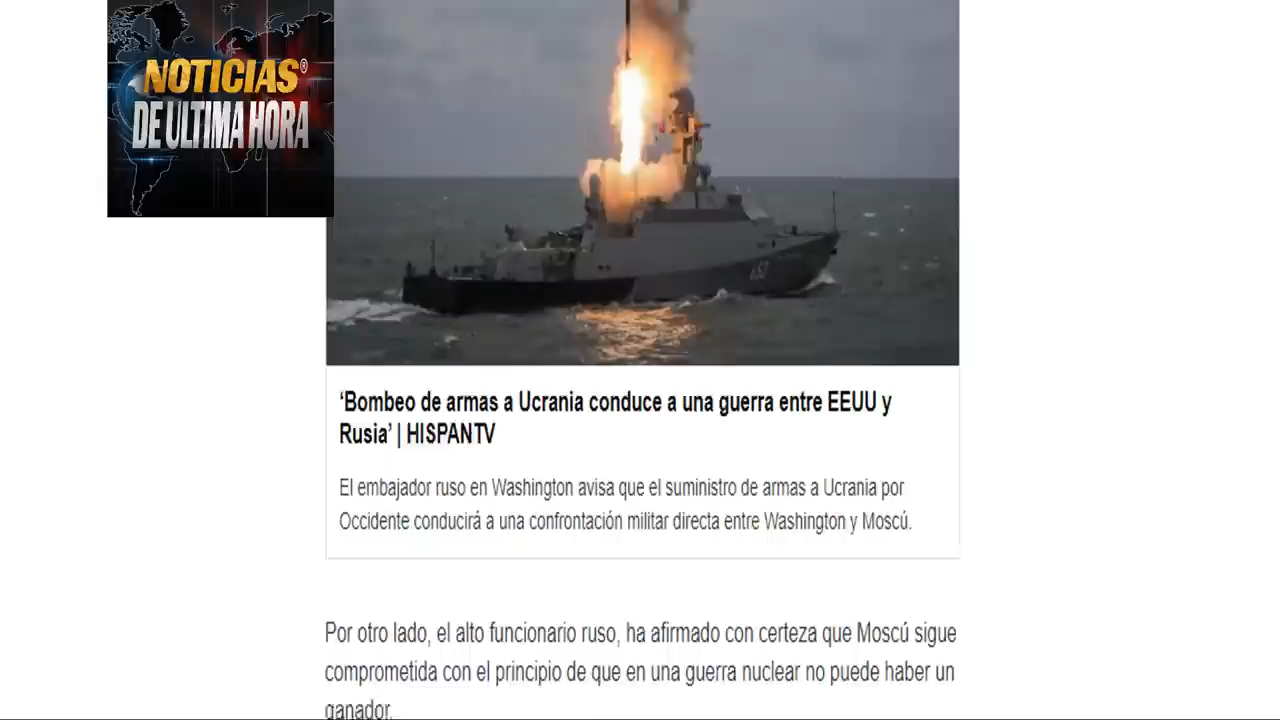 NOTICIAS®
DE ULTIMA HORA
‘Bombeo de armas a Ucrania conduce a una guerra entre EEUU y
Rusia’ | HISPANTV
El embajador ruso en Washington avisa que el suministro de armas a Ucrania por
Occidente conducirá a una confrontación militar directa entre Washington y Moscú.
Por otro lado, el alto funcionario ruso, ha afirmado con certeza que Moscú sigue
comprometida con el principio de que en una guerra nuclear no puede haber un
ganador.